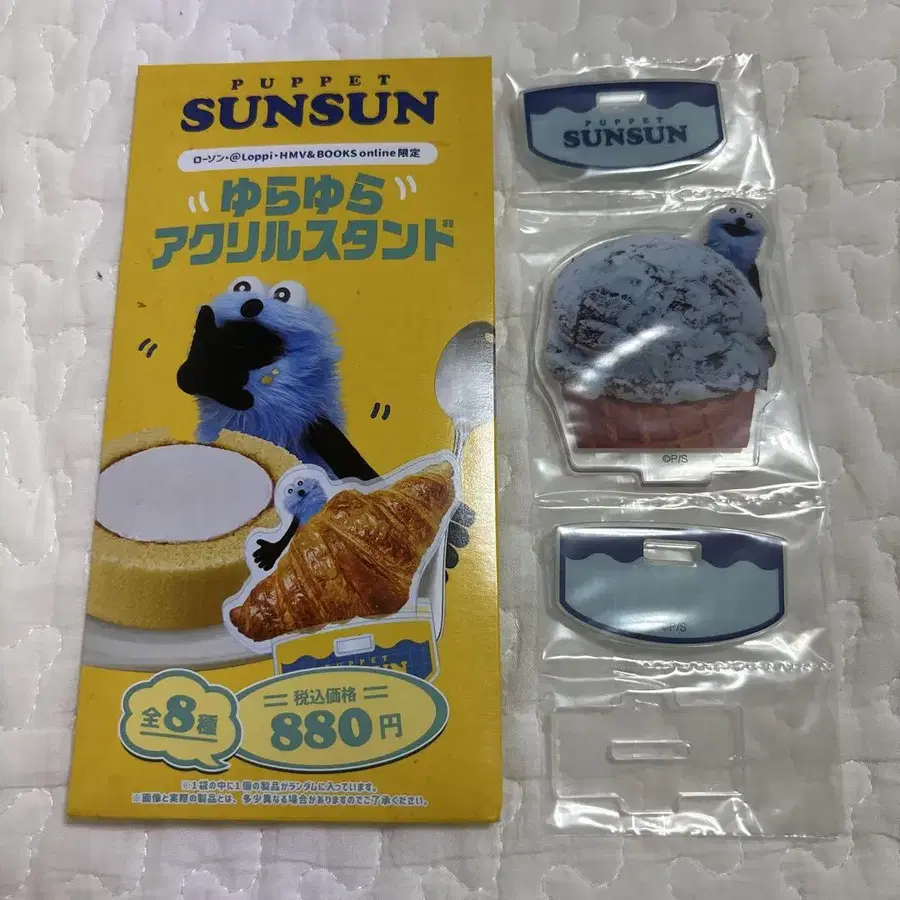 PUPPET
SUNSUN
ローソン・@Loppi・HMV&BOOKS online限定
ゆらゆら
アクリルスタンド
PUPPET
SUN
全8種
税込価格
880円
※1袋の中に1個の製品がランダムに入っています。
※画像と実際の製品とは、多少異なる場合がありますのでご了承ください。
PUPPET
SUNSUN
©P/S
©P/S